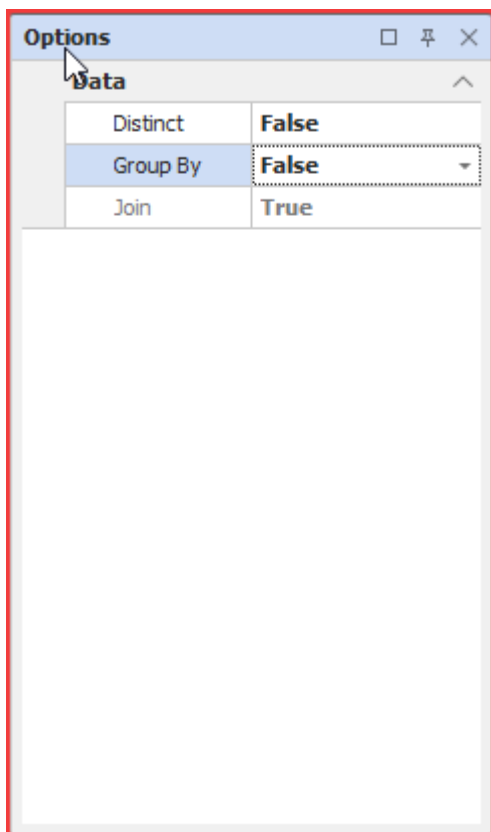 Options
Data
Distinct False
Group By False
Join True